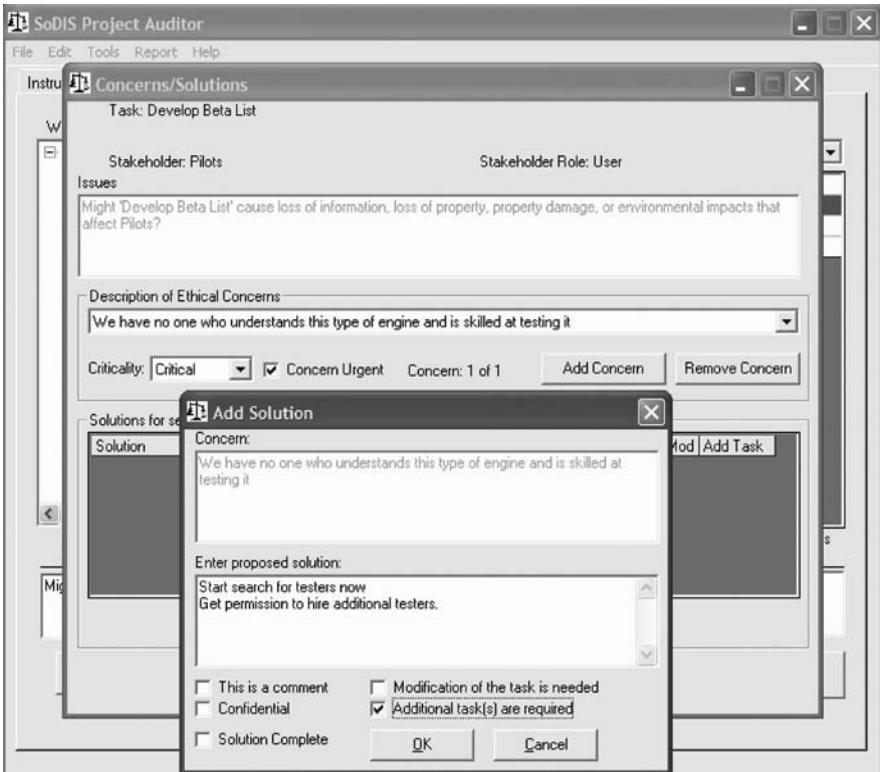 SoDIS Project Auditor
File Edit Tools Report Help
Instru
Concerns/Solutions
Task: Develop Beta List
W
Stakeholder: Pilots Stakeholder Role: User
Issues
Might 'Develop Beta List' cause loss of information, loss of property, property damage, or environmental impacts that
affect Pilots?
Description of Ethical Concerns
We have no one who understands this type of engine and is skilled at testing it
Criticality: Critical Concern Urgent Concern: 1 of 1 Add Concern Remove Concern
Solutions for se
Solution Mod Add Task
Add Solution
Concern:
We have no one who understands this type of engine and is skilled at
testing it
s
Enter proposed solution:
Mig
Start search for testers now
Get permission to hire additional testers.
This is a comment Modification of the task is needed
Confidential Additional task(s) are required
Solution Complete OK Cancel